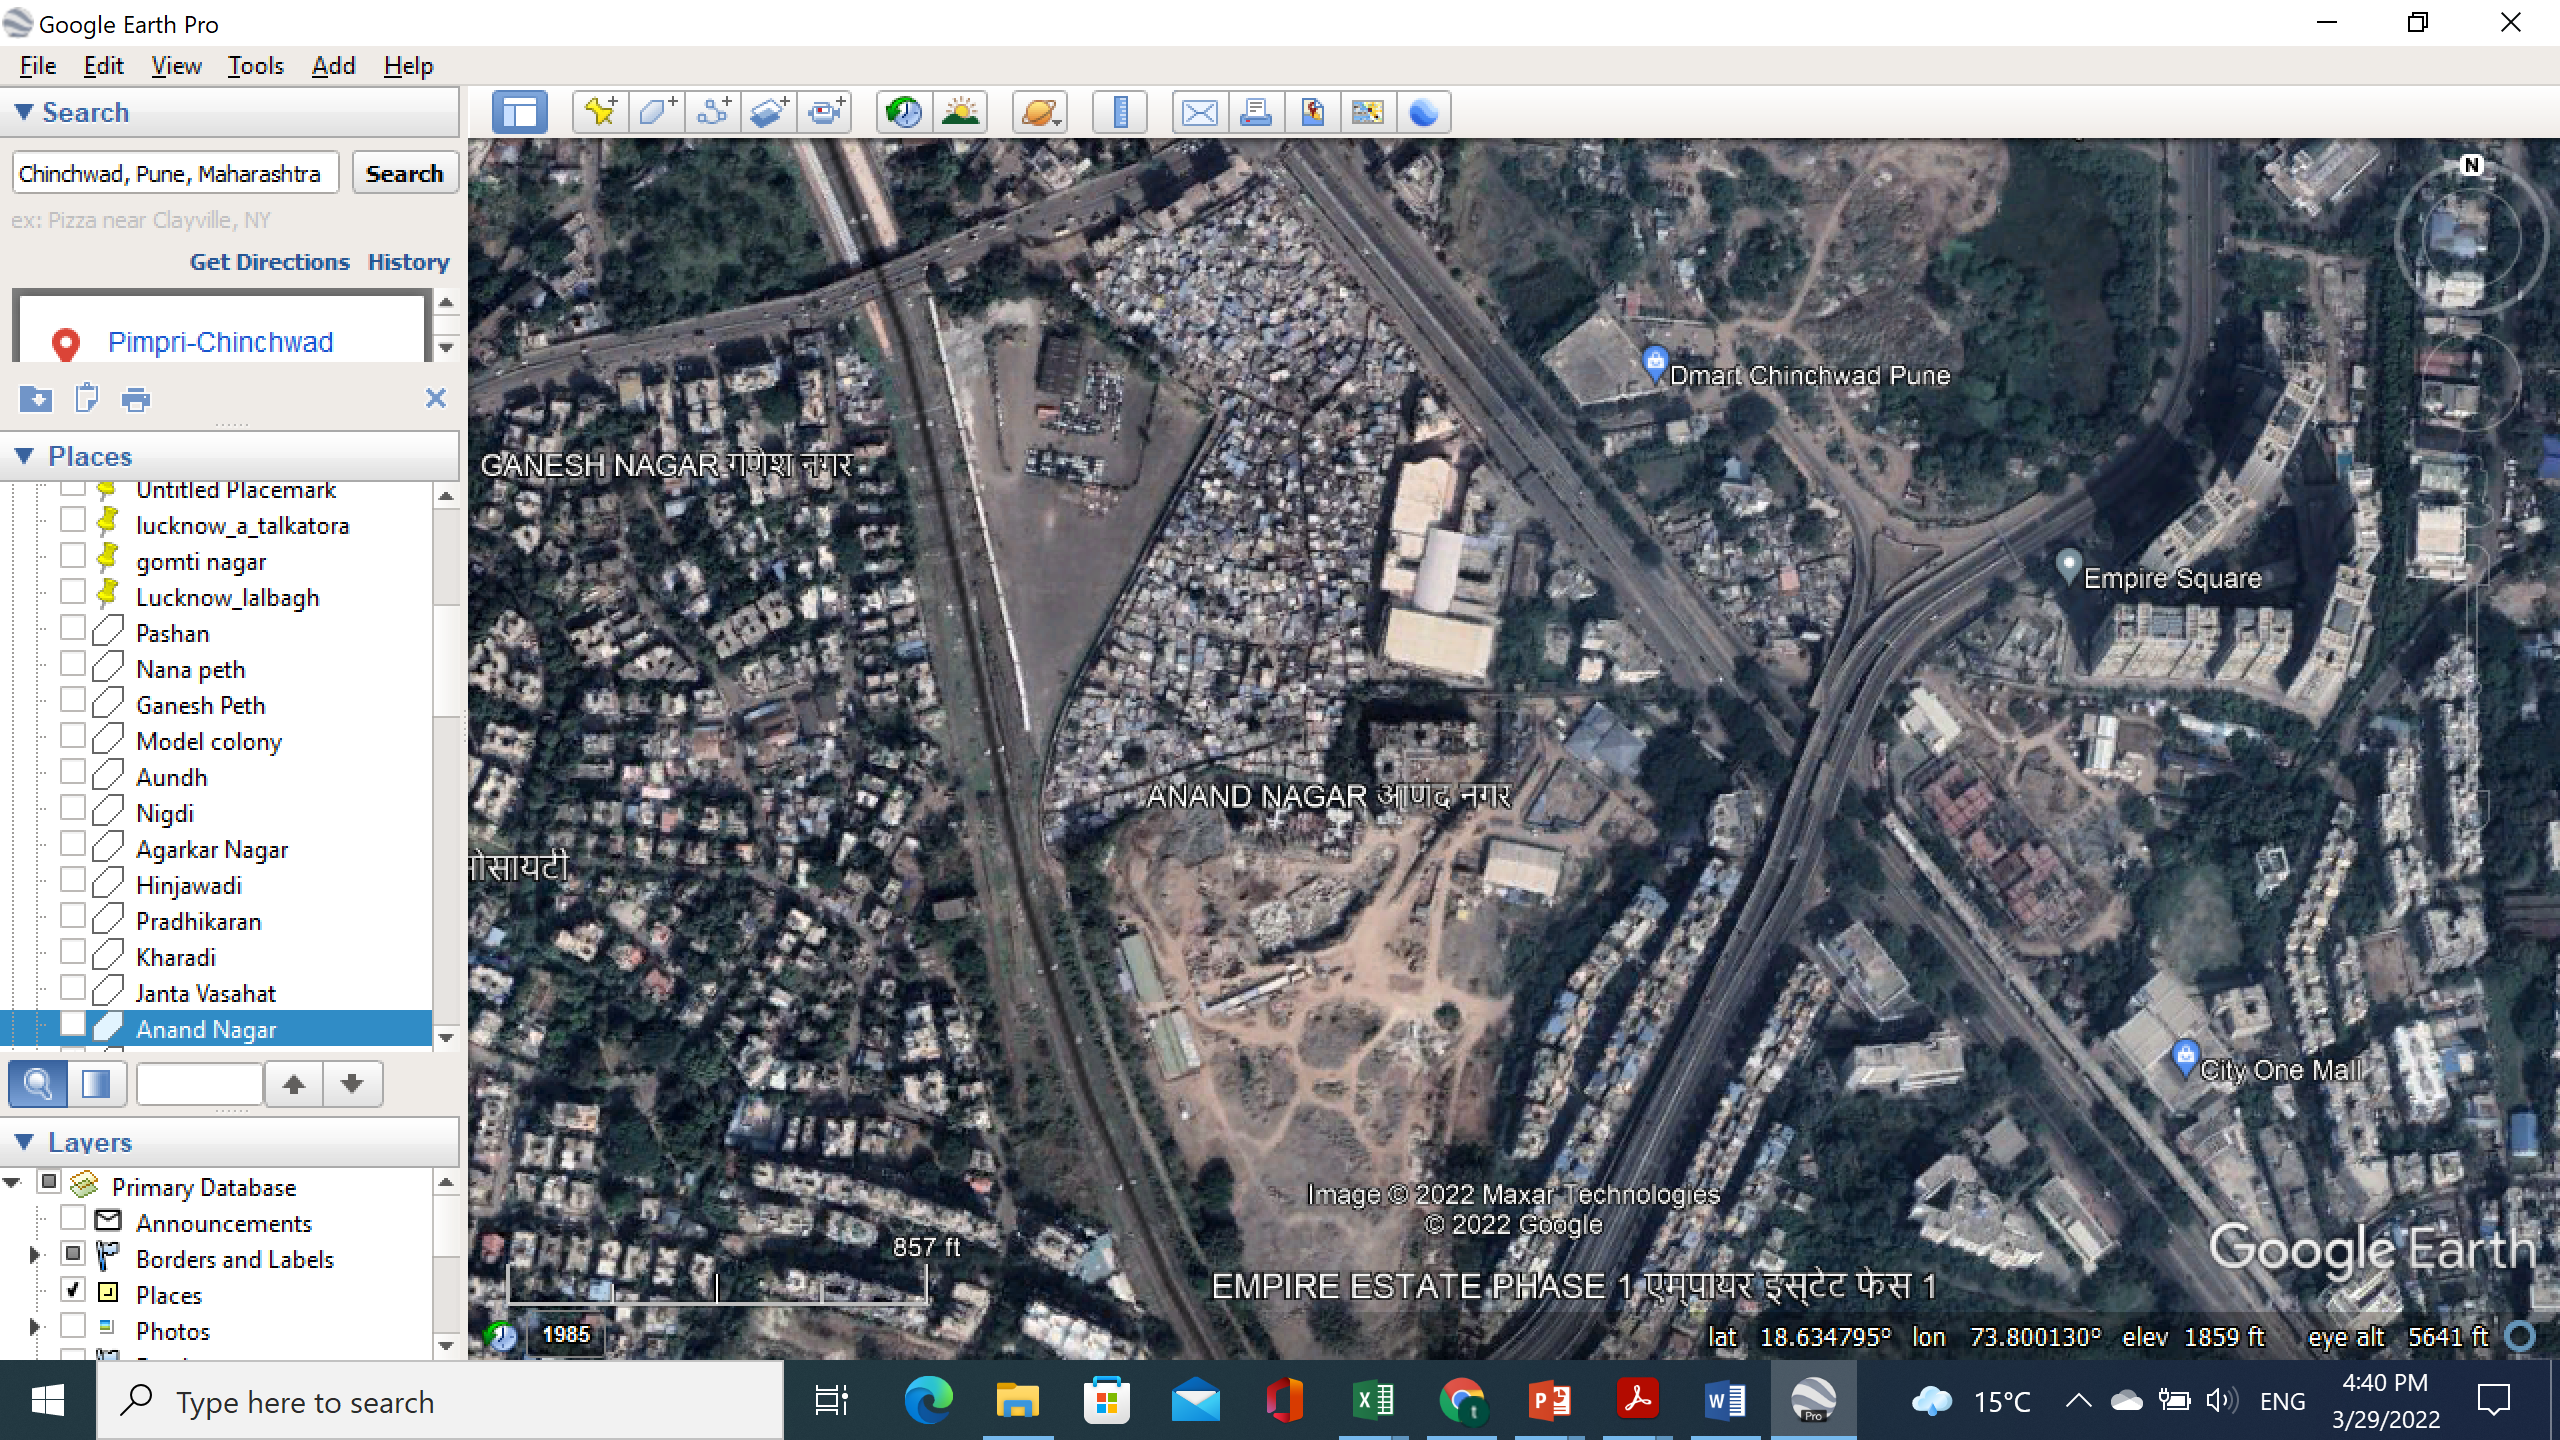 Google Earth Pro
File Edit View Tools Add Help
Search
Chinchwad, Pune, Maharashtra
Search
ex: Pizza near Clayville, NY
Get Directions History
Pimpri-Chinchwad
Places
Untitled Placemark
lucknow_a_talkatora
gomti nagar
Lucknow_lalbagh
Pashan
Nana peth
Ganesh Peth
Model colony
Aundh
Nigdi
Agarkar Nagar
Hinjawadi
Pradhikaran
Kharadi
Janta Vasahat
Anand Nagar
Layers
Primary Database
Announcements
Borders and Labels
Places
Photos
N
Dmart Chinchwad Pune
GANESH NAGAR गणेश नगर
Empire Square
ANAND NAGAR आणंद नगर
सोसायटी
City One Mall
Image © 2022 Maxar Technologies
© 2022 Google
857 ft
Google Earth
EMPIRE ESTATE PHASE 1 एम्पायर इस्टेट फेस 1
1985
lat 18.634795° lon 73.800130° elev 1859 ft eye alt 5641 ft
Type here to search
Pro
15°C
ENG
4:40 PM
3/29/2022